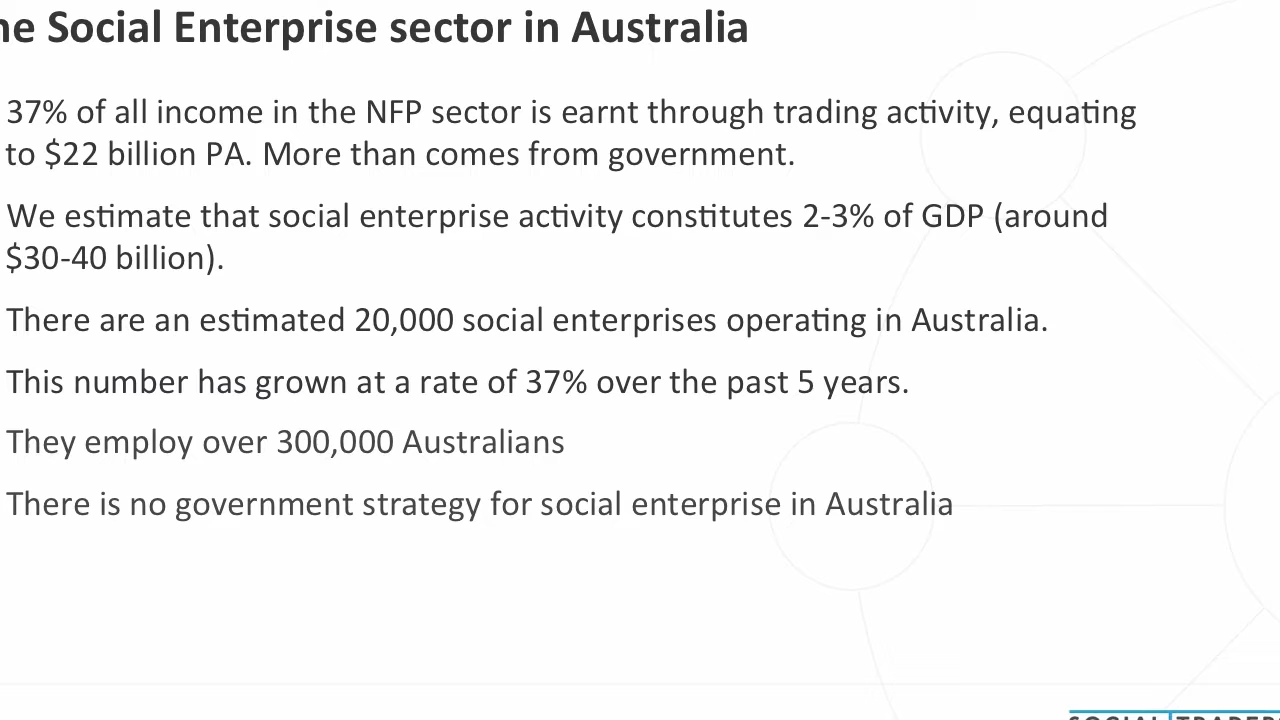 he Social Enterprise sector in Australia
37% of all income in the NFP sector is earnt through trading activity, equating
to $22 billion PA. More than comes from government.
We estimate that social enterprise activity constitutes 2-3% of GDP (around
$30-40 billion).
There are an estimated 20,000 social enterprises operating in Australia.
This number has grown at a rate of 37% over the past 5 years.
They employ over 300,000 Australians
There is no government strategy for social enterprise in Australia
SOCIAL TRADER